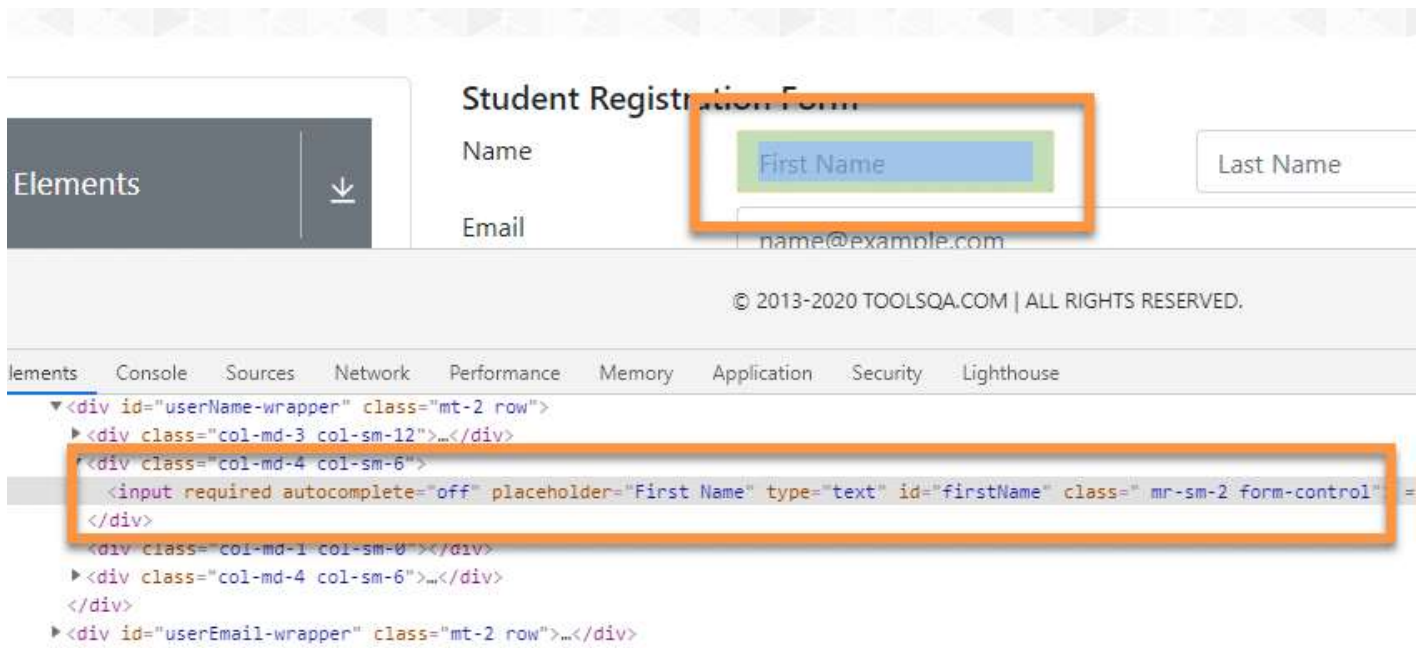 Student Registration Form
Name
First Name
Last Name
Elements
Email
name@example.com
© 2013-2020 TOOLSQA.COM | ALL RIGHTS RESERVED.
lements Console Sources Network Performance Memory Application Security Lighthouse
▼<div id="userName-wrapper" class="mt-2 row">
▶<div class="col-md-3 col-sm-12">…</div>
▼<div class="col-md-4 col-sm-6">
<input required autocomplete="off" placeholder="First Name" type="text" id="firstName" class=" mr-sm-2 form-control"> =
</div>
<div class="col-md-1 col-sm-0"></div>
▶<div class="col-md-4 col-sm-6">…</div>
</div>
▶<div id="userEmail-wrapper" class="mt-2 row">…</div>